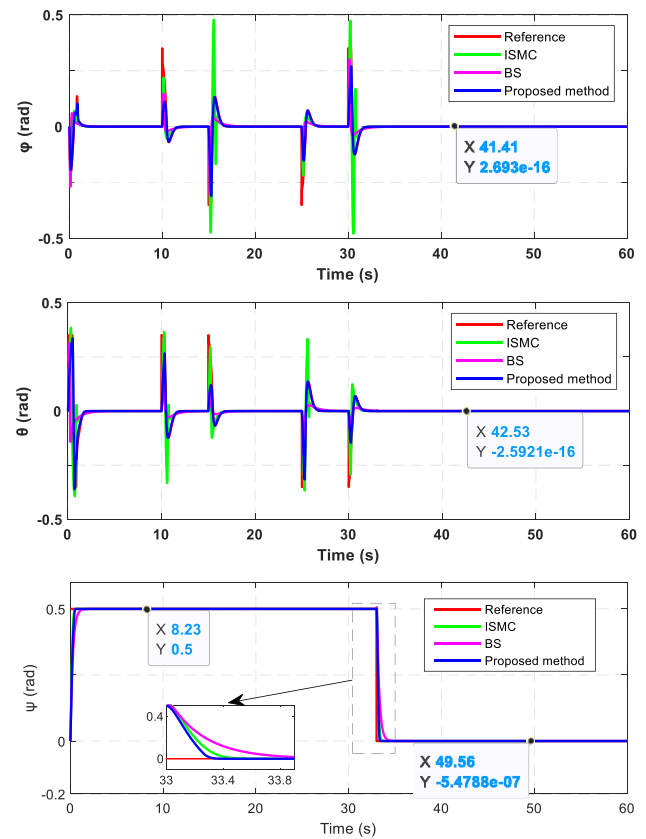 0.5
Reference
ISMC
BS
Proposed method
φ (rad)
0
X 41.41
Y 2.693e-16
-0.5
0 10 20 30 40 50 60
Time (s)
0.5
Reference
ISMC
BS
Proposed method
θ (rad)
0
X 42.53
Y -2.5921e-16
-0.5
0 10 20 30 40 50 60
Time (s)
0.5
Reference
ISMC
BS
Proposed method
X 8.23
Y 0.5
ψ (rad)
0.4
0
33 33.4 33.8
0
X 49.56
Y -5.4788e-07
-0.2
0 10 20 30 40 50 60
Time (s)